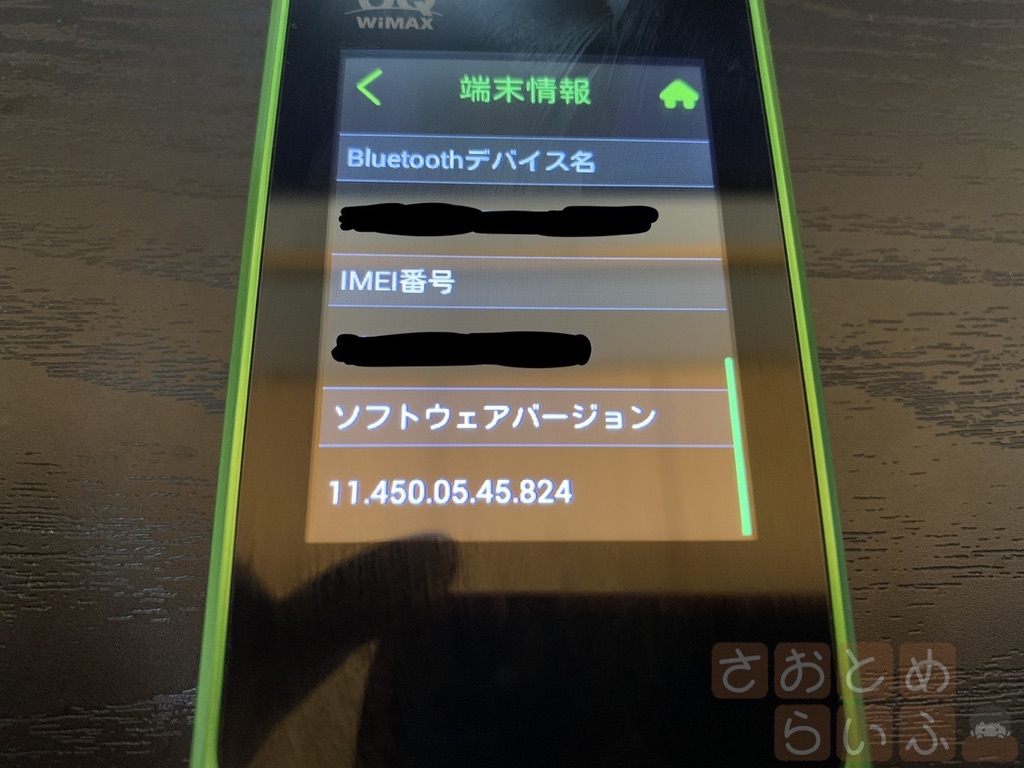 UQ
WiMAX
端末情報
Bluetoothデバイス名
IMEI番号
ソフトウェアバージョン
11.450.05.45.824
さおとめ
らいふ